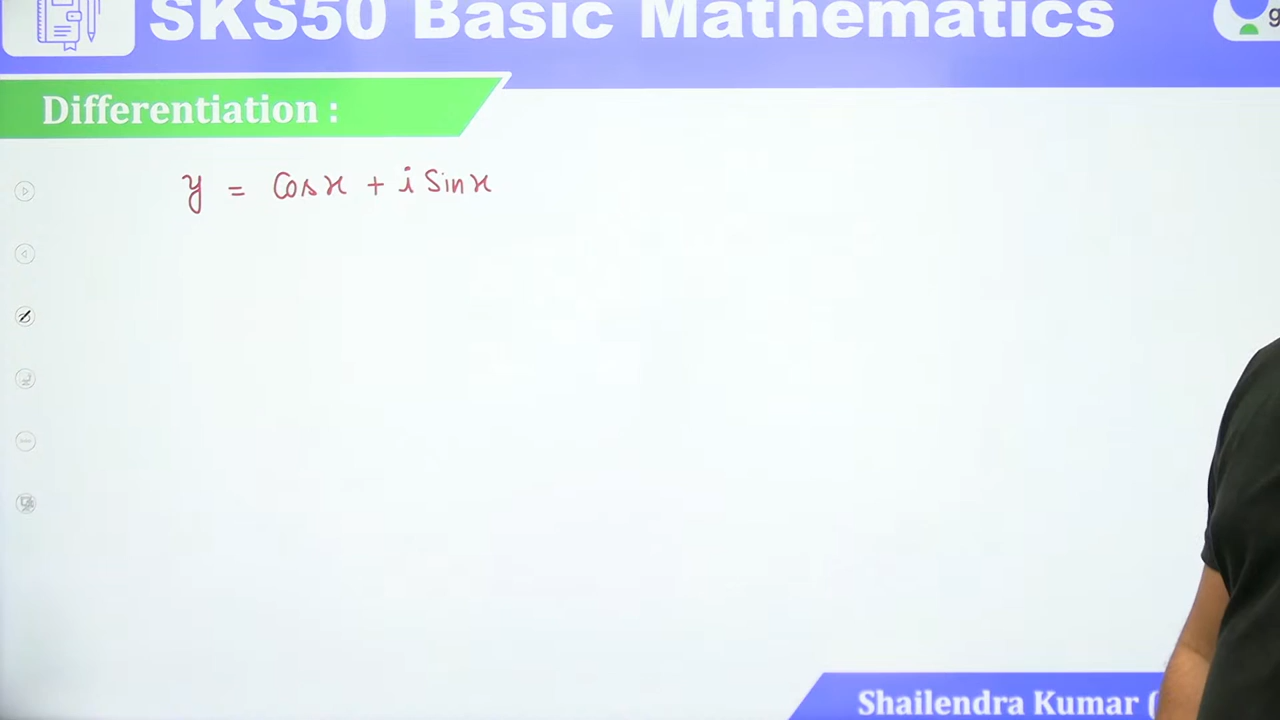 SKS50 Basic Mathematics
Differentiation :
y = Cos x + i Sin x
Shailendra Kumar (